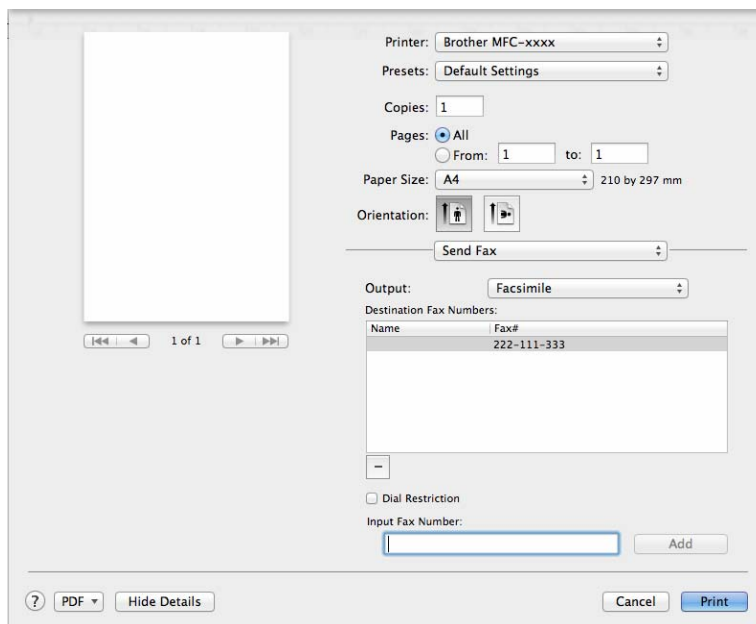 Printer: Brother MFC-xxxx
Presets: Default Settings
Copies: 1
Pages: All
From: 1 to: 1
Paper Size: A4 210 by 297 mm
Orientation:
Send Fax
Output: Facsimile
Destination Fax Numbers:
Name Fax#
222-111-333
1 of 1
–
Dial Restriction
Input Fax Number:
Add
? PDF Hide Details Cancel Print